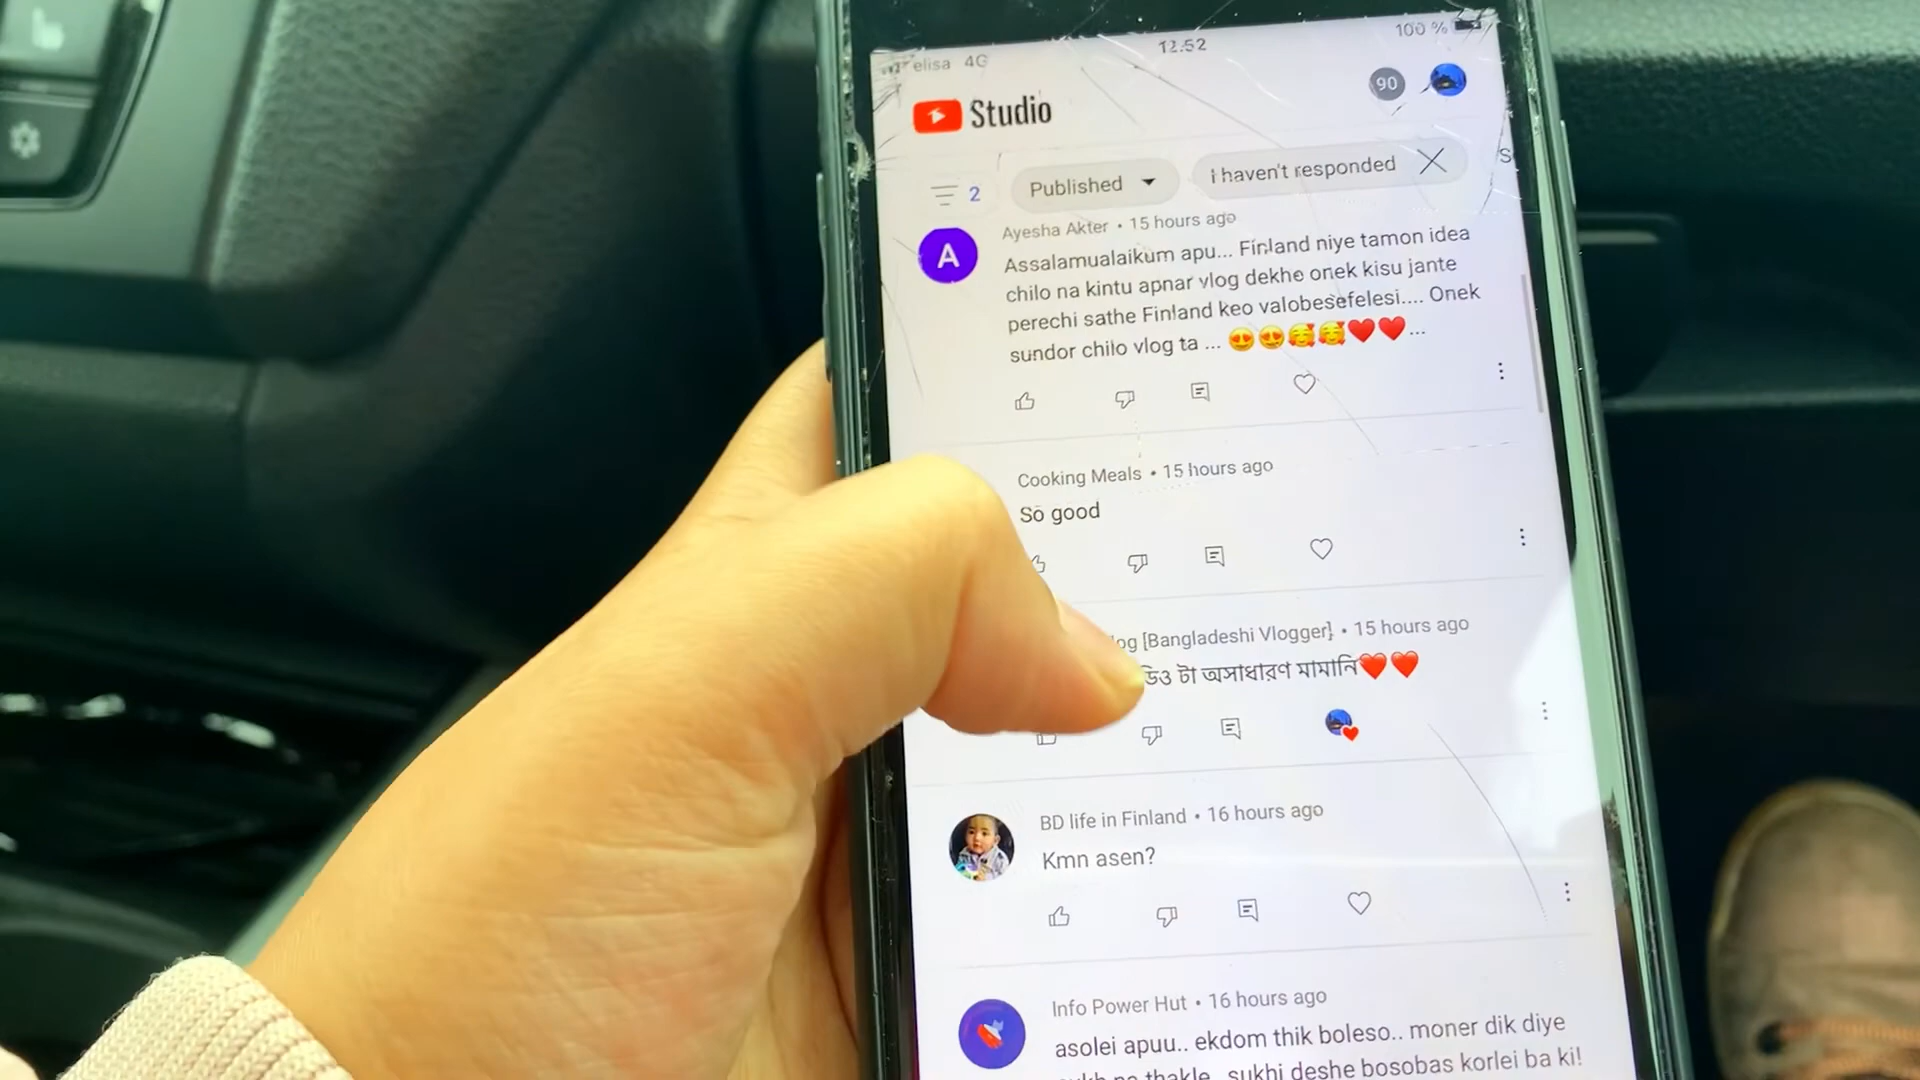 elisa 4G
12:52
100 %
Studio
90
2
Published
i haven't responded
Ayesha Akter • 15 hours ago
A
Assalamualaikum apu... Finland niye tamon idea
chilo na kintu apnar vlog dekhe onek kisu jante
perechi sathe Finland keo valobesefelesi.... Onek
sundor chilo vlog ta ... 😍😍🥰🥰❤️❤️...
Cooking Meals • 15 hours ago
So good
[Bangladeshi Vlogger] • 15 hours ago
টা অসাধারণ মামানি❤️❤️
BD life in Finland • 16 hours ago
Kmn asen?
Info Power Hut • 16 hours ago
asolei apuu.. ekdom thik boleso.. moner dik diye
thakle.. sukhi deshe bosobas korlei ba ki!